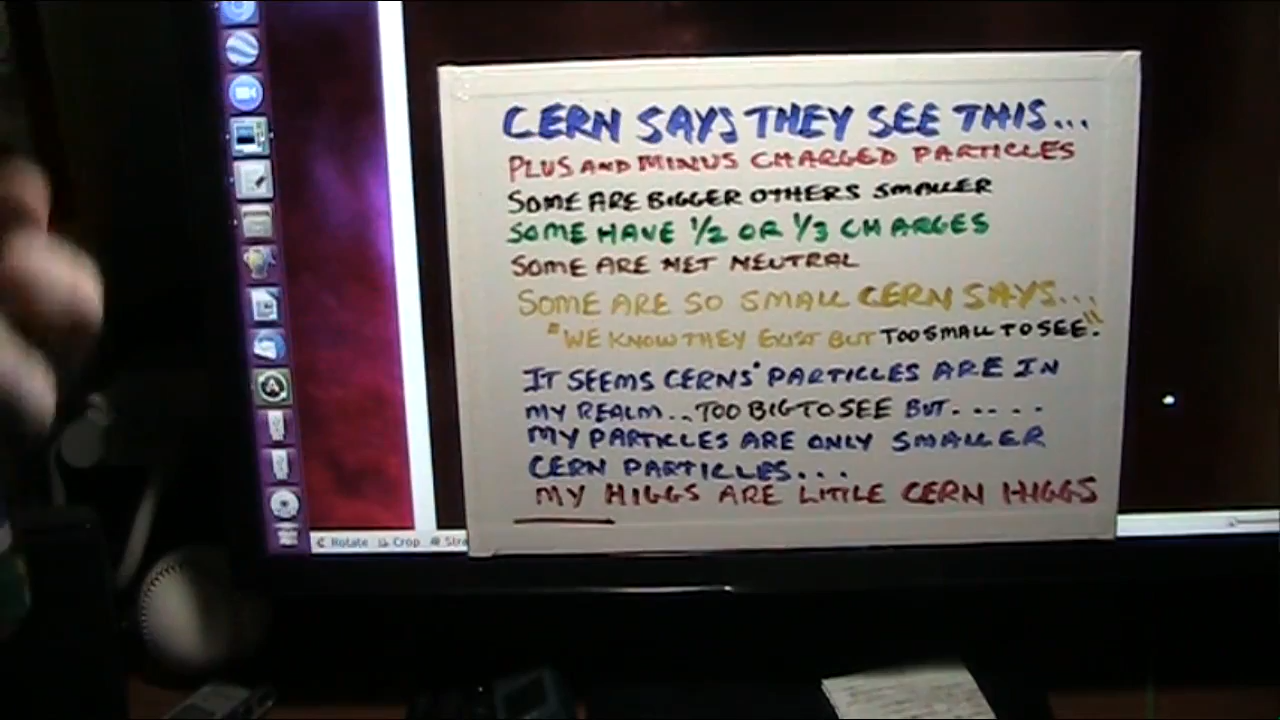 CERN SAYS THEY SEE THIS...
PLUS AND MINUS CHARGED PARTICLES
SOME ARE BIGGER OTHERS SMALLER
SOME HAVE 1/2 OR 1/3 CHARGES
SOME ARE NET NEUTRAL
SOME ARE SO SMALL CERN SAYS...
"WE KNOW THEY EXIST BUT TOO SMALL TO SEE."
IT SEEMS CERNS' PARTICLES ARE IN
MY REALM.. TOO BIG TO SEE BUT.....
MY PARTICLES ARE ONLY SMALLER
CERN PARTICLES...
MY HIGGS ARE LITTLE CERN HIGGS
Rotate Crop